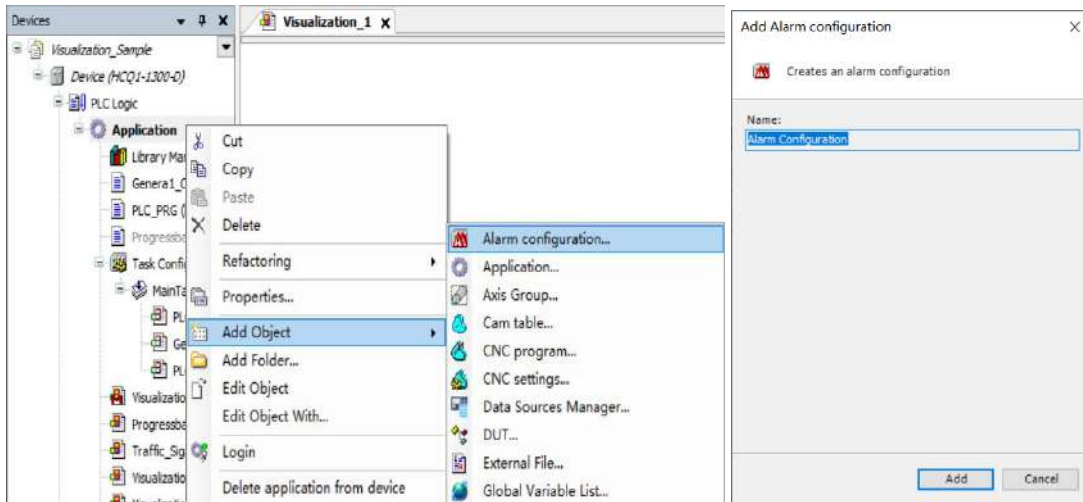 Devices
Visualization_Sample
Device (HCQ1-1300-D)
PLC Logic
Application
Library Ma
Genera1_C
PLC_PRG (
Progressba
Task Confi
MainTa
PL
Ge
PL
Visualizatio
Progressba
Traffic_Sig
Visualizatio
Visualization_1 x
Cut
Copy
Paste
Delete
Refactoring
Properties...
Add Object
Add Folder...
Edit Object
Edit Object With...
Login
Delete application from device
Alarm configuration...
Application...
Axis Group...
Cam table...
CNC program...
CNC settings...
Data Sources Manager...
DUT...
External File...
Global Variable List...
Add Alarm configuration
Creates an alarm configuration
Name:
Alarm Configuration
Add
Cancel